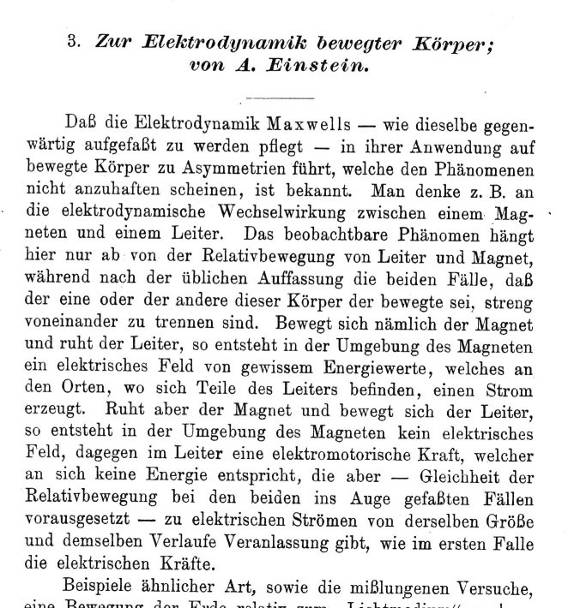 3. Zur Elektrodynamik bewegter Körper;
von A. Einstein.
Daß die Elektrodynamik Maxwells — wie dieselbe gegen-
wärtig aufgefaßt zu werden pflegt — in ihrer Anwendung auf
bewegte Körper zu Asymmetrien führt, welche den Phänomenen
nicht anzuhaften scheinen, ist bekannt. Man denke z. B. an
die elektrodynamische Wechselwirkung zwischen einem Mag-
neten und einem Leiter. Das beobachtbare Phänomen hängt
hier nur ab von der Relativbewegung von Leiter und Magnet,
während nach der üblichen Auffassung die beiden Fälle, daß
der eine oder der andere dieser Körper der bewegte sei, streng
voneinander zu trennen sind. Bewegt sich nämlich der Magnet
und ruht der Leiter, so entsteht in der Umgebung des Magneten
ein elektrisches Feld von gewissem Energiewerte, welches an
den Orten, wo sich Teile des Leiters befinden, einen Strom
erzeugt. Ruht aber der Magnet und bewegt sich der Leiter,
so entsteht in der Umgebung des Magneten kein elektrisches
Feld, dagegen im Leiter eine elektromotorische Kraft, welcher
an sich keine Energie entspricht, die aber — Gleichheit der
Relativbewegung bei den beiden ins Auge gefaßten Fällen
vorausgesetzt — zu elektrischen Strömen von derselben Größe
und demselben Verlaufe Veranlassung gibt, wie im ersten Falle
die elektrischen Kräfte.
Beispiele ähnlicher Art, sowie die mißlungenen Versuche,
eine Bewegung der Erde relativ zum